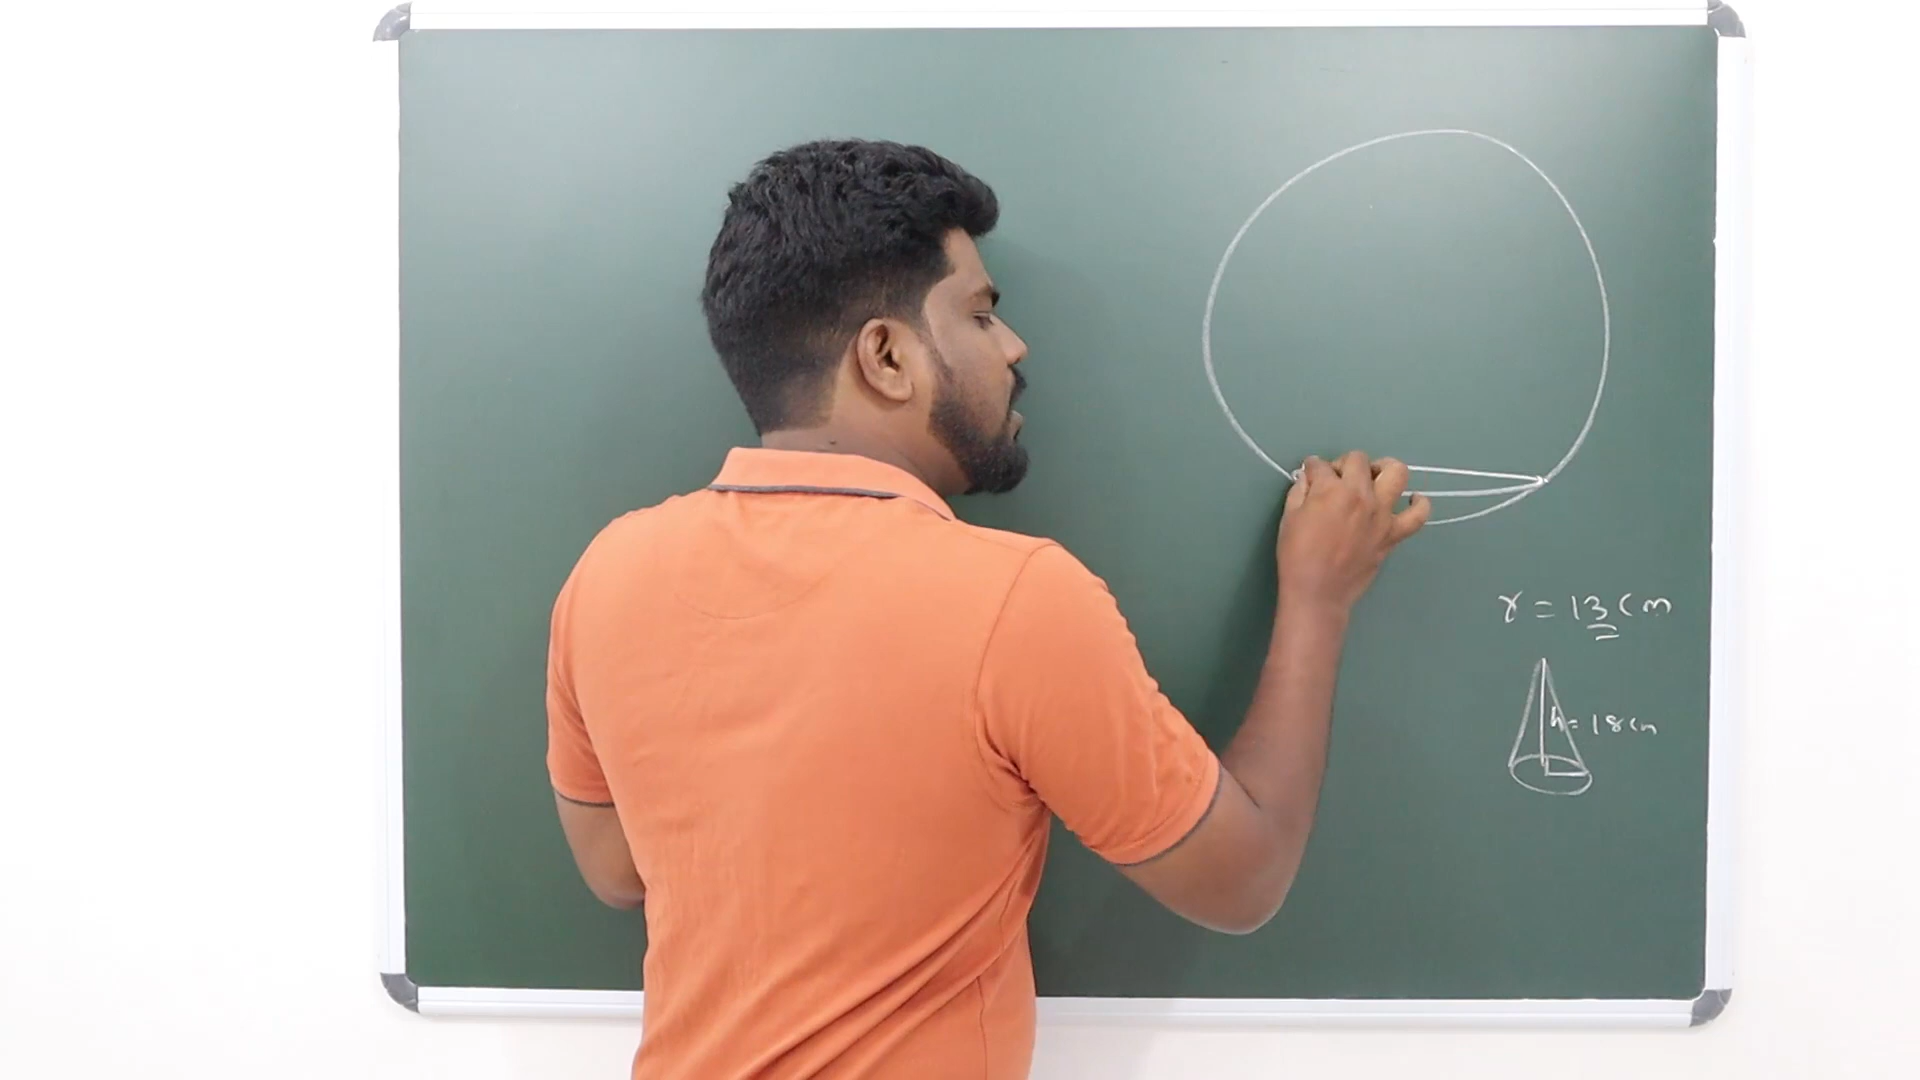 r = 13 cm
h = 18 cm